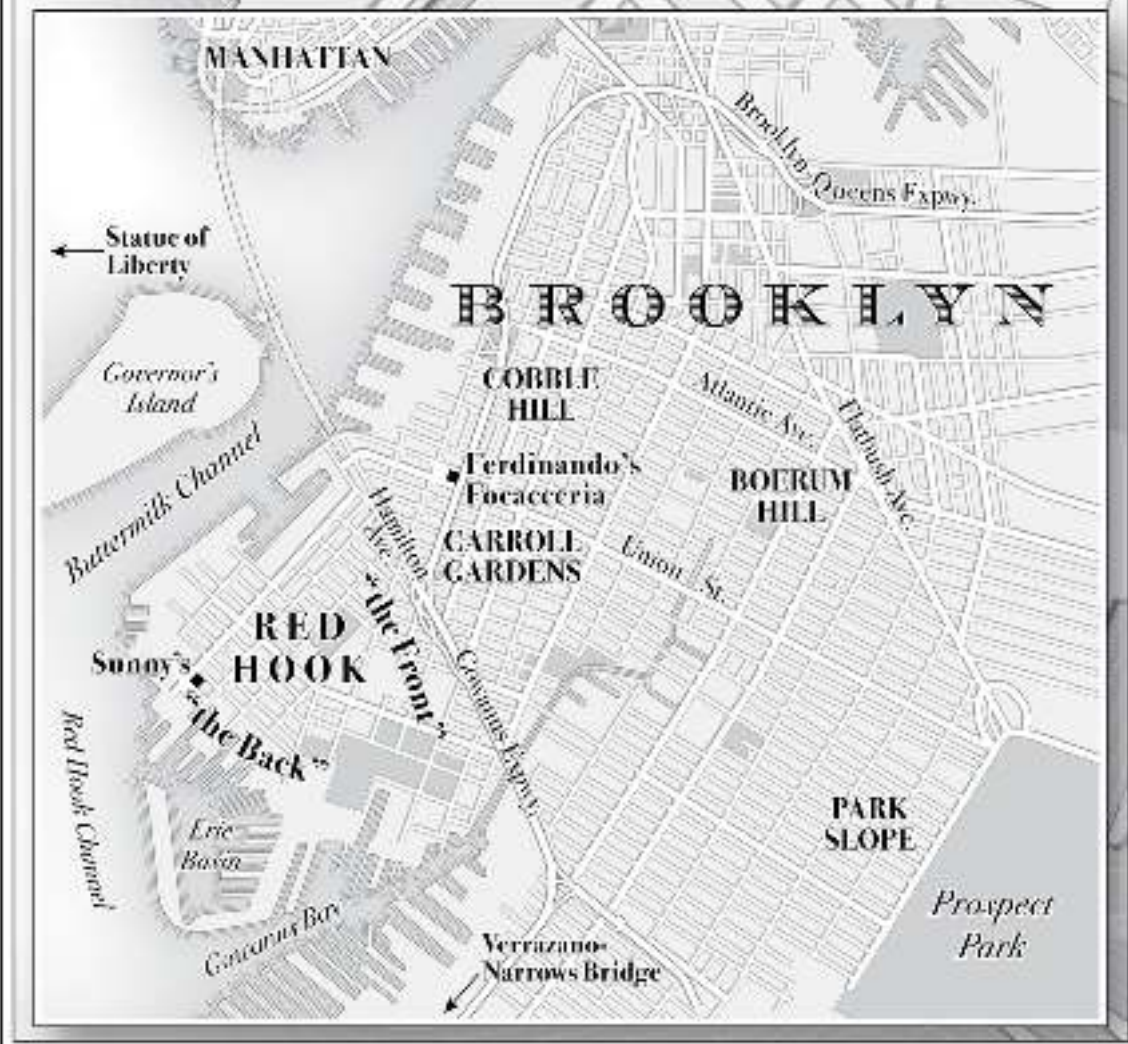 MANHATTAN
Brooklyn Queens Expwy.
Statue of
Liberty
BROOKLYN
Governor's
Island
COBBLE
HILL
Atlantic Ave.
Flatbush Ave.
Ferdinando's
Focacceria
BOERUM
HILL
Buttermilk Channel
Hamilton
Ave.
CARROLL
GARDENS
Union St.
RED
HOOK
"the Front"
Sunny's
"the Back"
Gowanus Expwy.
Red Hook Channel
Erie
Basin
PARK
SLOPE
Gowanus Bay
Prospect
Park
Verrazano-
Narrows Bridge